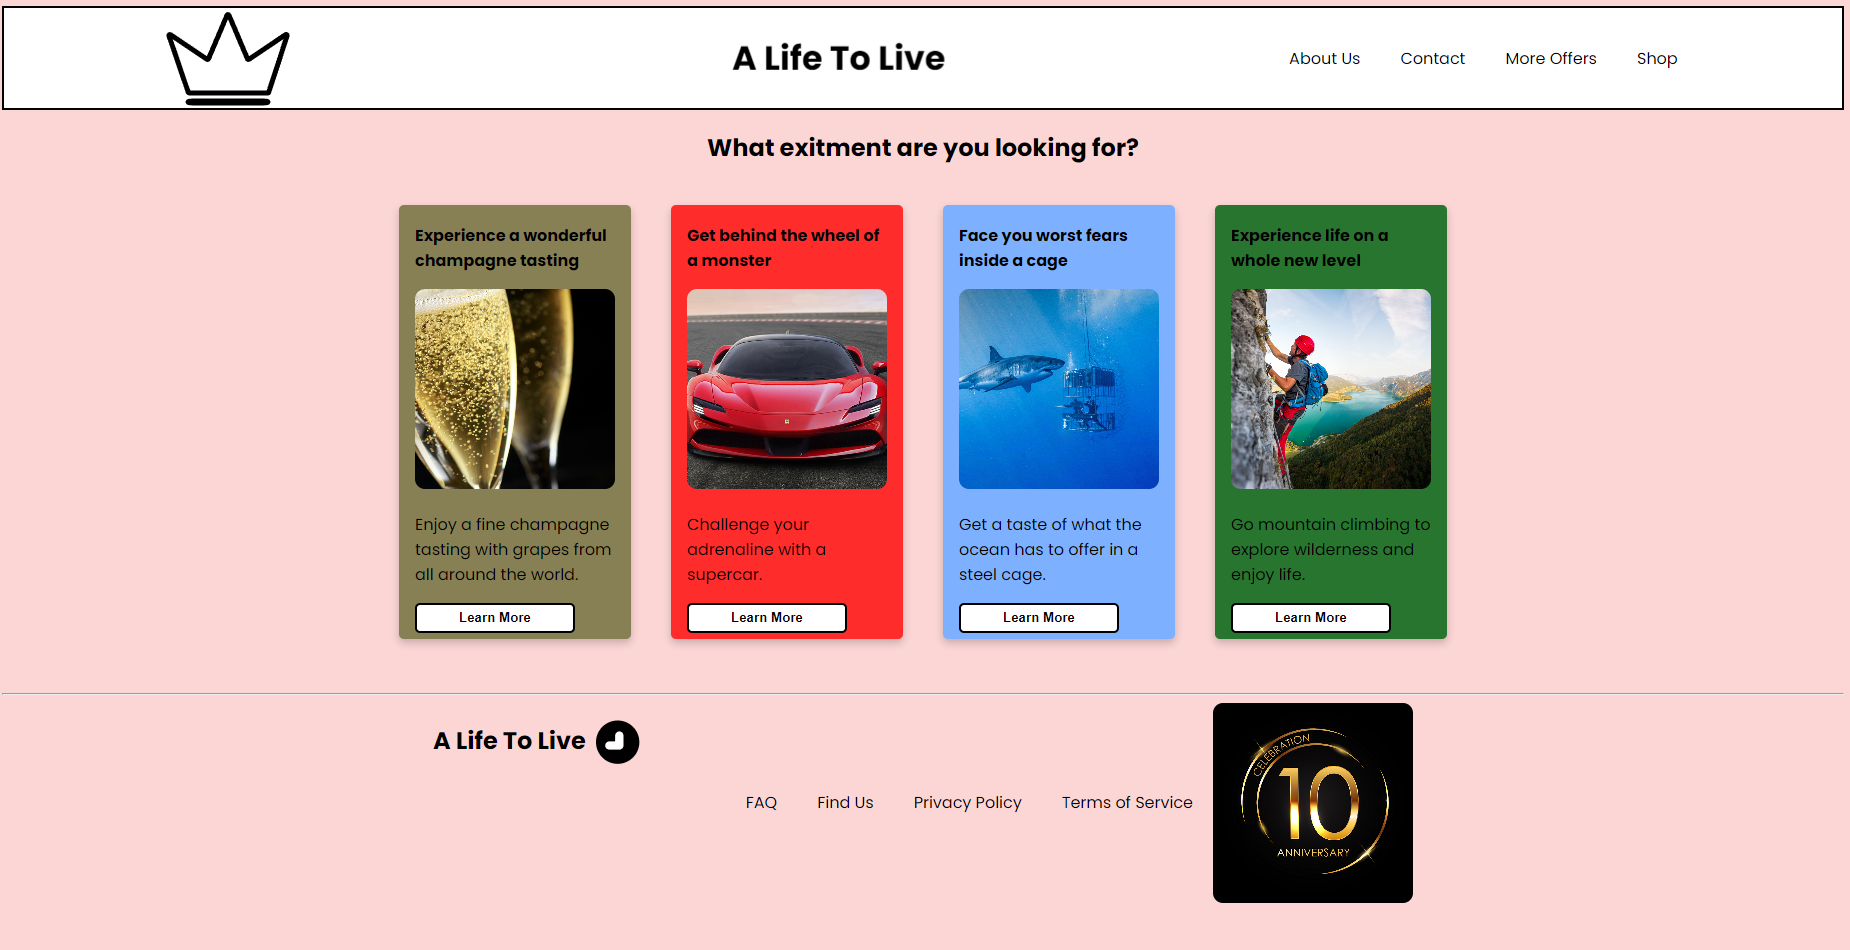 A Life To Live
About Us
Contact
More Offers
Shop
What exitment are you looking for?
Experience a wonderful
champagne tasting
Enjoy a fine champagne
tasting with grapes from
all around the world.
Learn More
Get behind the wheel of
a monster
Challenge your
adrenaline with a
supercar.
Learn More
Face you worst fears
inside a cage
Get a taste of what the
ocean has to offer in a
steel cage.
Learn More
Experience life on a
whole new level
Go mountain climbing to
explore wilderness and
enjoy life.
Learn More
A Life To Live
FAQ
Find Us
Privacy Policy
Terms of Service
CELEBRATION
10
ANNIVERSARY